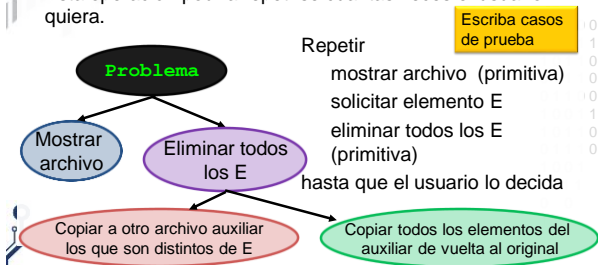 quiera.
Escriba casos
de prueba
Problema
Mostrar
archivo
Eliminar todos
los E
Copiar a otro archivo auxiliar
los que son distintos de E
Copiar todos los elementos del
auxiliar de vuelta al original
Repetir
mostrar archivo (primitiva)
solicitar elemento E
eliminar todos los E
(primitiva)
hasta que el usuario lo decida